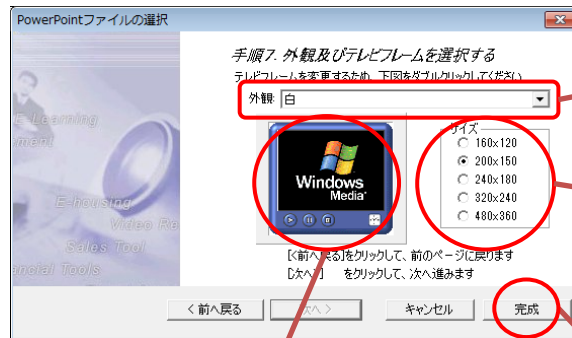 PowerPointファイルの選択
手順7. 外観及びテレビフレームを選択する
テレビフレームを変更するため、下図をダブルクリックしてください
外観: 白
サイズ
160x120
200x150
240x180
320x240
480x360
Windows
Media
E-Learning
E-housing
Video Re
Sales Tool
ancial Tools
[<前へ戻る]をクリックして、前のページに戻ります
[次へ>] をクリックして、次へ進みます
<前へ戻る 次へ> キャンセル 完成